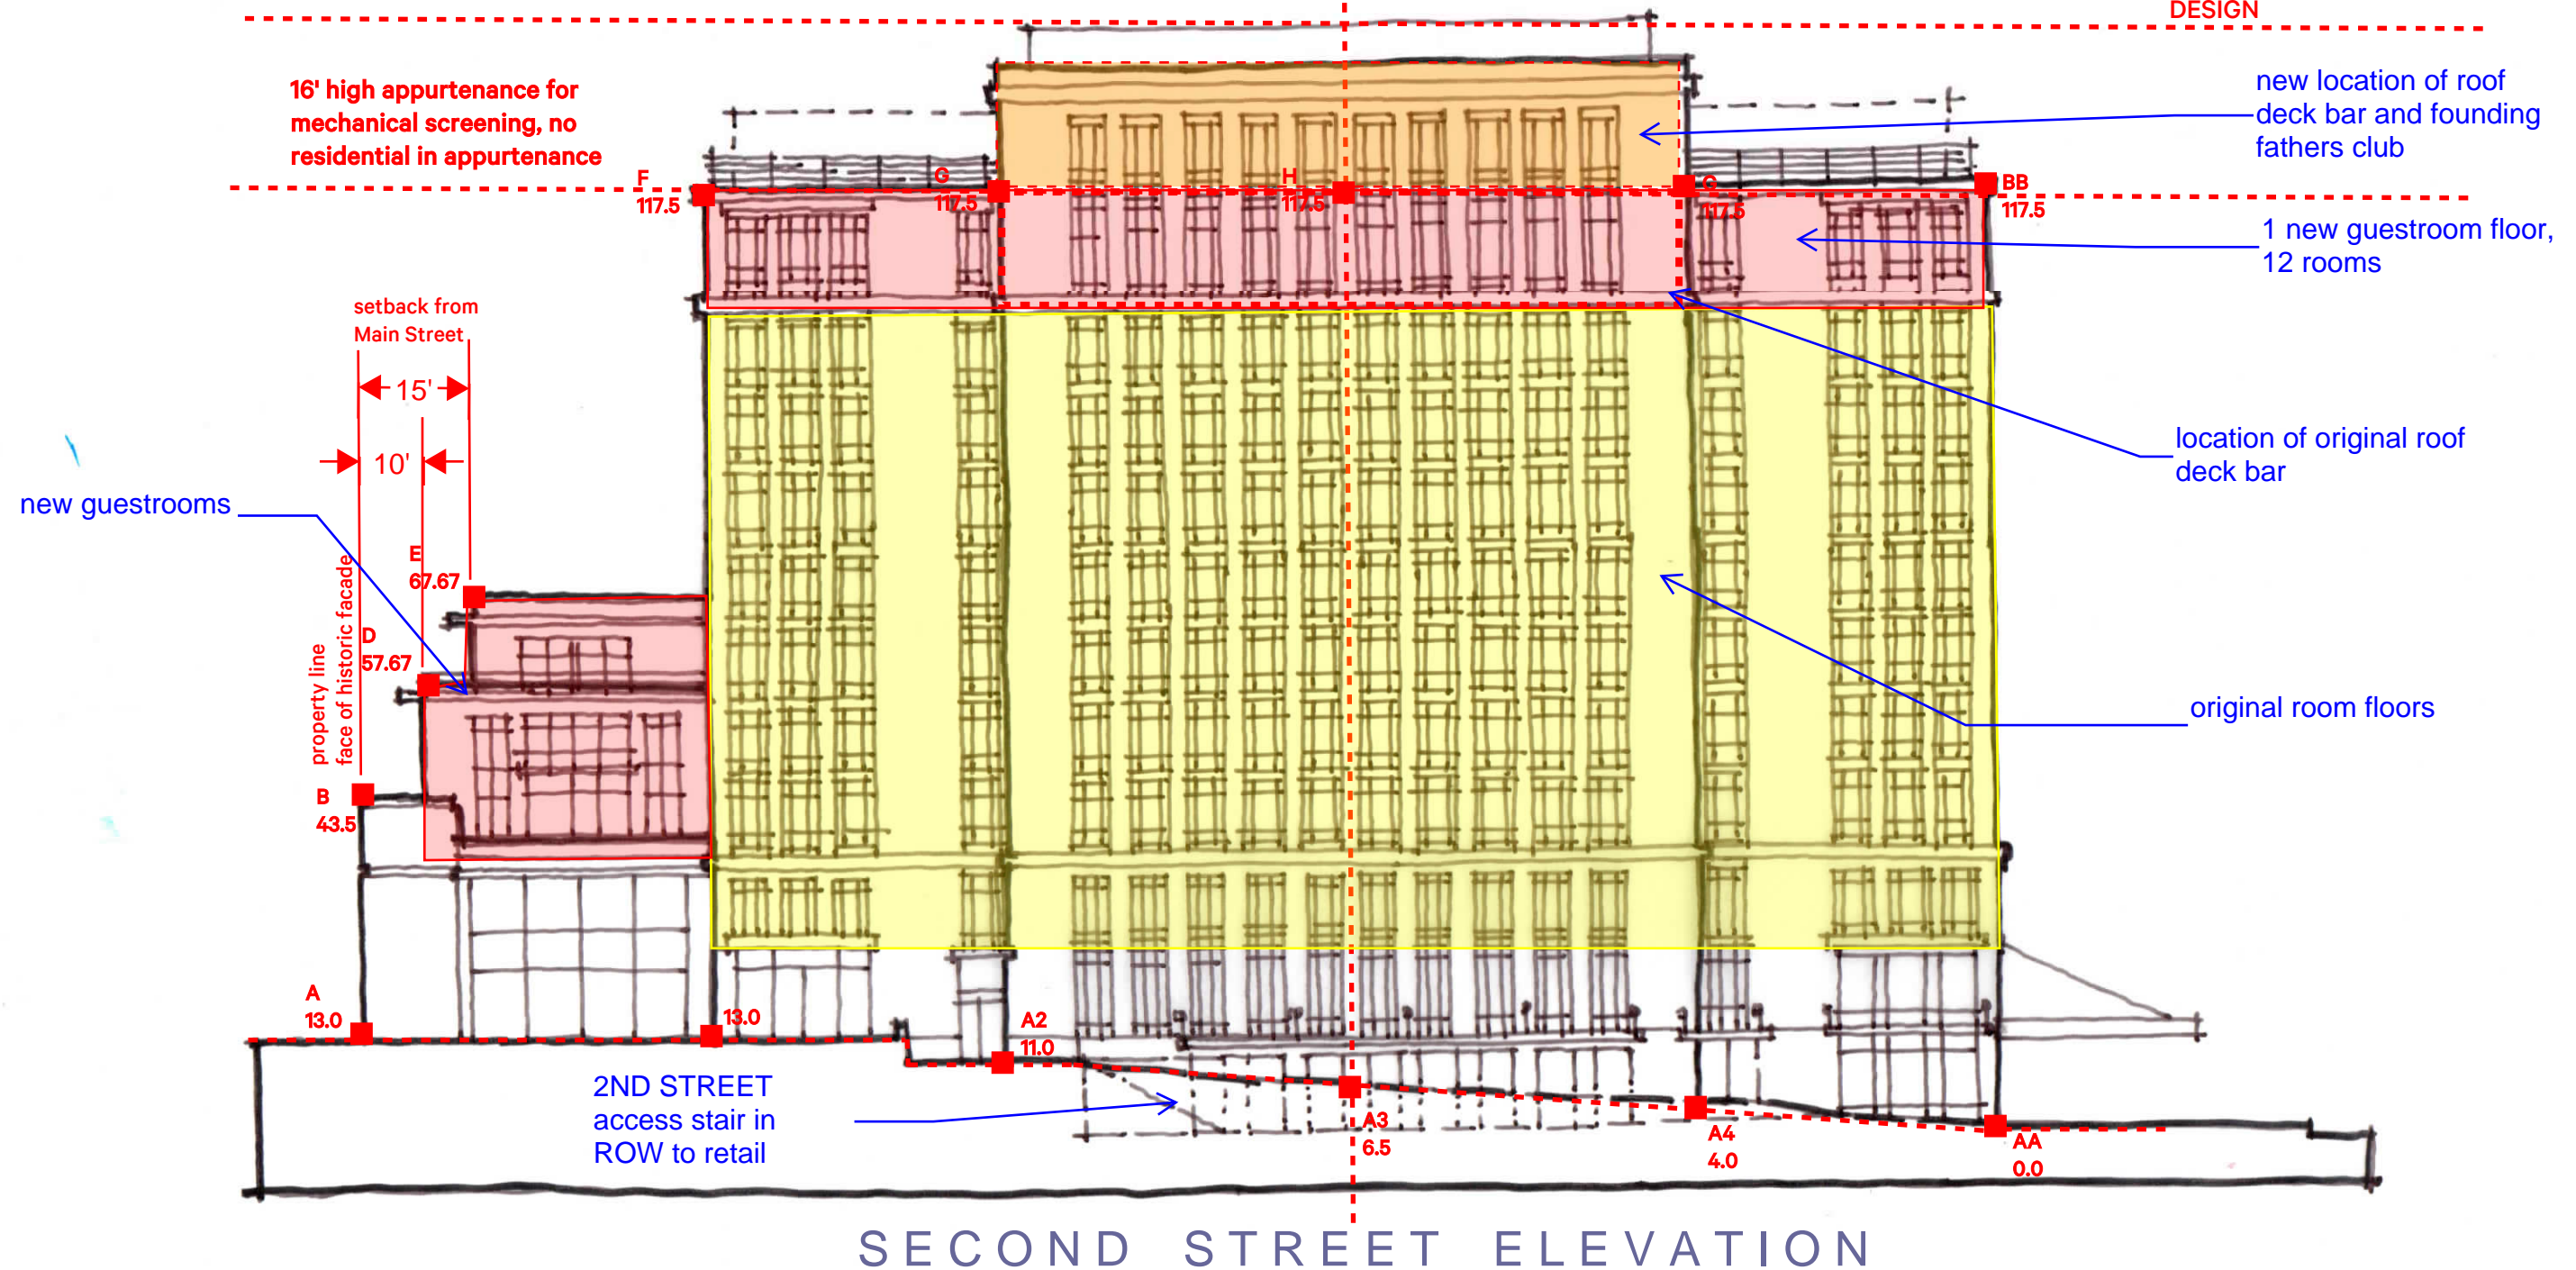 DESIGN
16' high appurtenance for
mechanical screening, no
residential in appurtenance
new location of roof
deck bar and founding
fathers club
F
117.5
G
117.5
H
117.5
G
117.5
BB
117.5
1 new guestroom floor,
12 rooms
setback from
Main Street
15'
10'
location of original roof
deck bar
new guestrooms
E
67.67
D
57.67
property line
face of historic facade
original room floors
B
43.5
A
13.0
13.0
A2
11.0
2ND STREET
access stair in
ROW to retail
A3
6.5
A4
4.0
AA
0.0
SECOND STREET ELEVATION